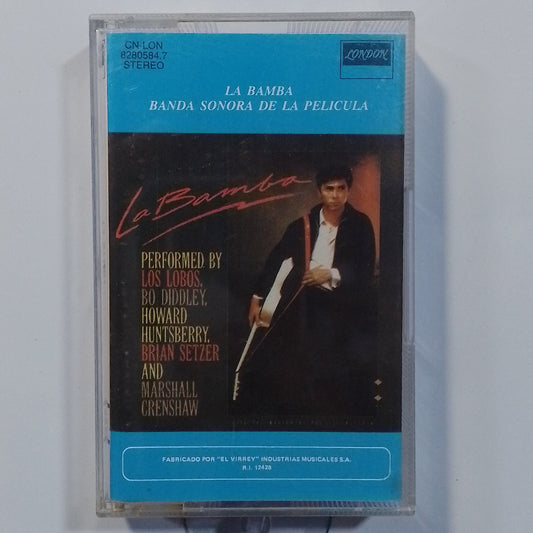 CN-LON
8280584.7
STEREO
LONDON
LA BAMBA
BANDA SONORA DE LA PELICULA
La Bamba
PERFORMED BY
LOS LOBOS,
BO DIDDLEY,
HOWARD
HUNTSBERRY,
BRIAN SETZER
AND
MARSHALL
CRENSHAW
FABRICADO POR "EL VIRREY" INDUSTRIAS MUSICALES S.A.
R.I. 12428